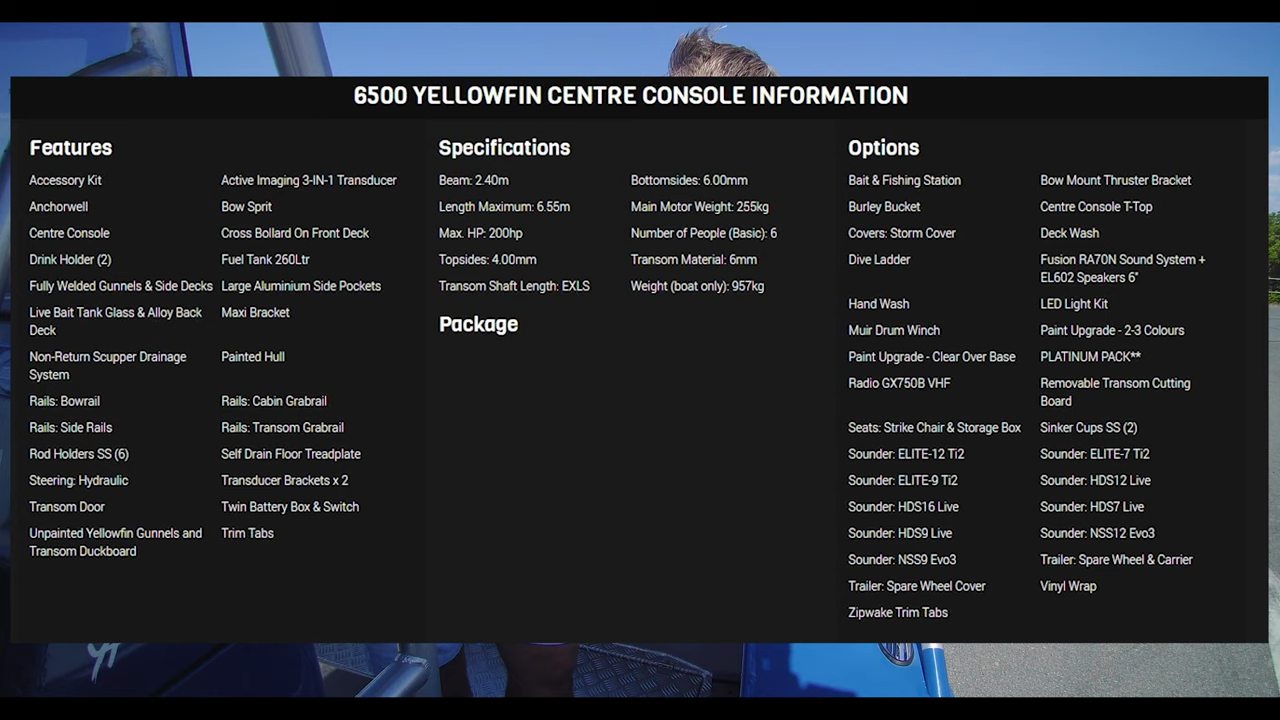 6500 YELLOWFIN CENTRE CONSOLE INFORMATION
Features
Accessory Kit
Active Imaging 3-IN-1 Transducer
Anchorwell
Bow Sprit
Centre Console
Cross Bollard On Front Deck
Drink Holder (2)
Fuel Tank 260Ltr
Fully Welded Gunnels & Side Decks
Large Aluminium Side Pockets
Live Bait Tank Glass & Alloy Back
Deck
Maxi Bracket
Non-Return Scupper Drainage
System
Painted Hull
Rails: Bowrail
Rails: Cabin Grabrail
Rails: Side Rails
Rails: Transom Grabrail
Rod Holders SS (6)
Self Drain Floor Treadplate
Steering: Hydraulic
Transducer Brackets x 2
Transom Door
Twin Battery Box & Switch
Unpainted Yellowfin Gunnels and
Transom Duckboard
Trim Tabs
Specifications
Beam: 2.40m
Bottomsides: 6.00mm
Length Maximum: 6.55m
Main Motor Weight: 255kg
Max. HP: 200hp
Number of People (Basic): 6
Topsides: 4.00mm
Transom Material: 6mm
Transom Shaft Length: EXLS
Weight (boat only): 957kg
Package
Options
Bait & Fishing Station
Bow Mount Thruster Bracket
Burley Bucket
Centre Console T-Top
Covers: Storm Cover
Deck Wash
Dive Ladder
Fusion RA70N Sound System +
EL602 Speakers 6"
Hand Wash
LED Light Kit
Muir Drum Winch
Paint Upgrade - 2-3 Colours
Paint Upgrade - Clear Over Base
PLATINUM PACK**
Radio GX750B VHF
Removable Transom Cutting
Board
Seats: Strike Chair & Storage Box
Sinker Cups SS (2)
Sounder: ELITE-12 Ti2
Sounder: ELITE-7 Ti2
Sounder: ELITE-9 Ti2
Sounder: HDS12 Live
Sounder: HDS16 Live
Sounder: HDS7 Live
Sounder: HDS9 Live
Sounder: NSS12 Evo3
Sounder: NSS9 Evo3
Trailer: Spare Wheel & Carrier
Trailer: Spare Wheel Cover
Vinyl Wrap
Zipwake Trim Tabs